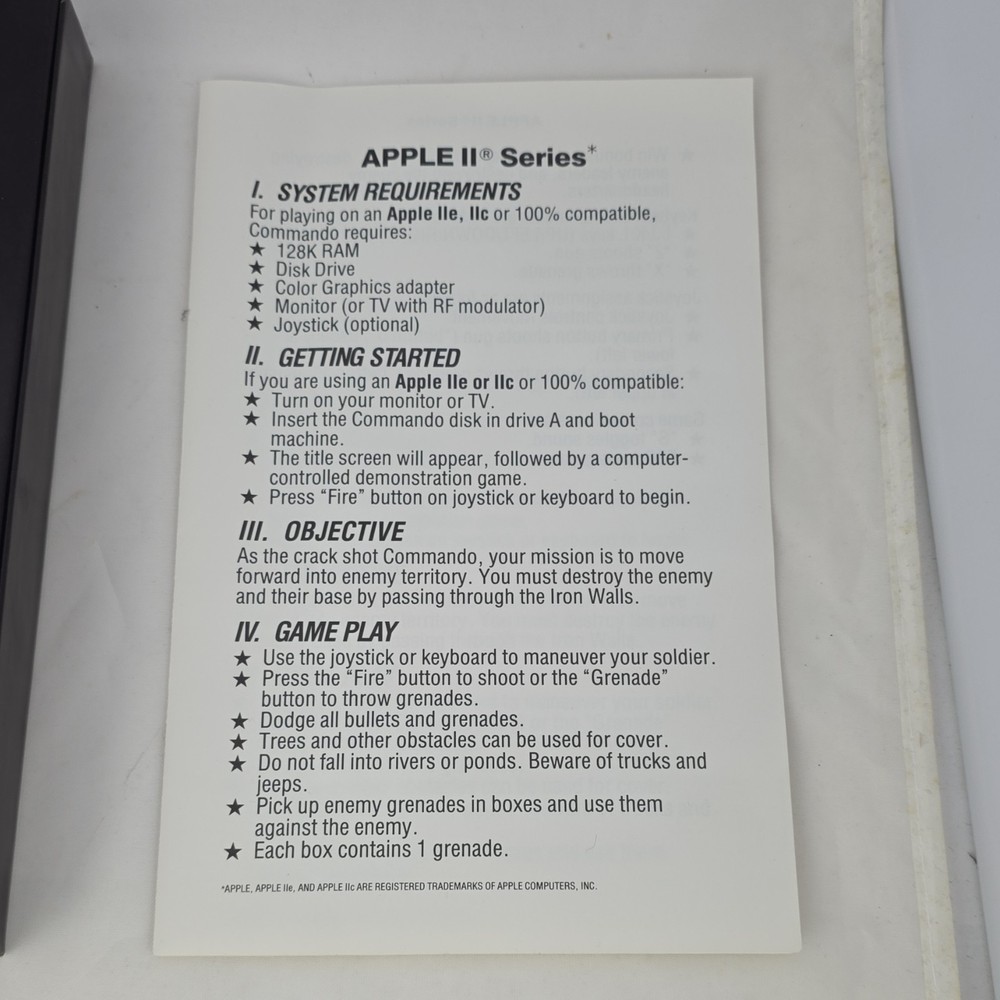 APPLE II® Series*
I. SYSTEM REQUIREMENTS
For playing on an Apple IIe, IIc or 100% compatible,
Commando requires:
★ 128K RAM
★ Disk Drive
★ Color Graphics adapter
★ Monitor (or TV with RF modulator)
★ Joystick (optional)
II. GETTING STARTED
If you are using an Apple IIe or IIc or 100% compatible:
★ Turn on your monitor or TV.
★ Insert the Commando disk in drive A and boot
machine.
★ The title screen will appear, followed by a computer-
controlled demonstration game.
★ Press “Fire” button on joystick or keyboard to begin.
III. OBJECTIVE
As the crack shot Commando, your mission is to move
forward into enemy territory. You must destroy the enemy
and their base by passing through the Iron Walls.
IV. GAME PLAY
★ Use the joystick or keyboard to maneuver your soldier.
★ Press the “Fire” button to shoot or the “Grenade”
button to throw grenades.
★ Dodge all bullets and grenades.
★ Trees and other obstacles can be used for cover.
★ Do not fall into rivers or ponds. Beware of trucks and
jeeps.
★ Pick up enemy grenades in boxes and use them
against the enemy.
★ Each box contains 1 grenade.
*APPLE, APPLE IIe, AND APPLE IIc ARE REGISTERED TRADEMARKS OF APPLE COMPUTERS, INC.